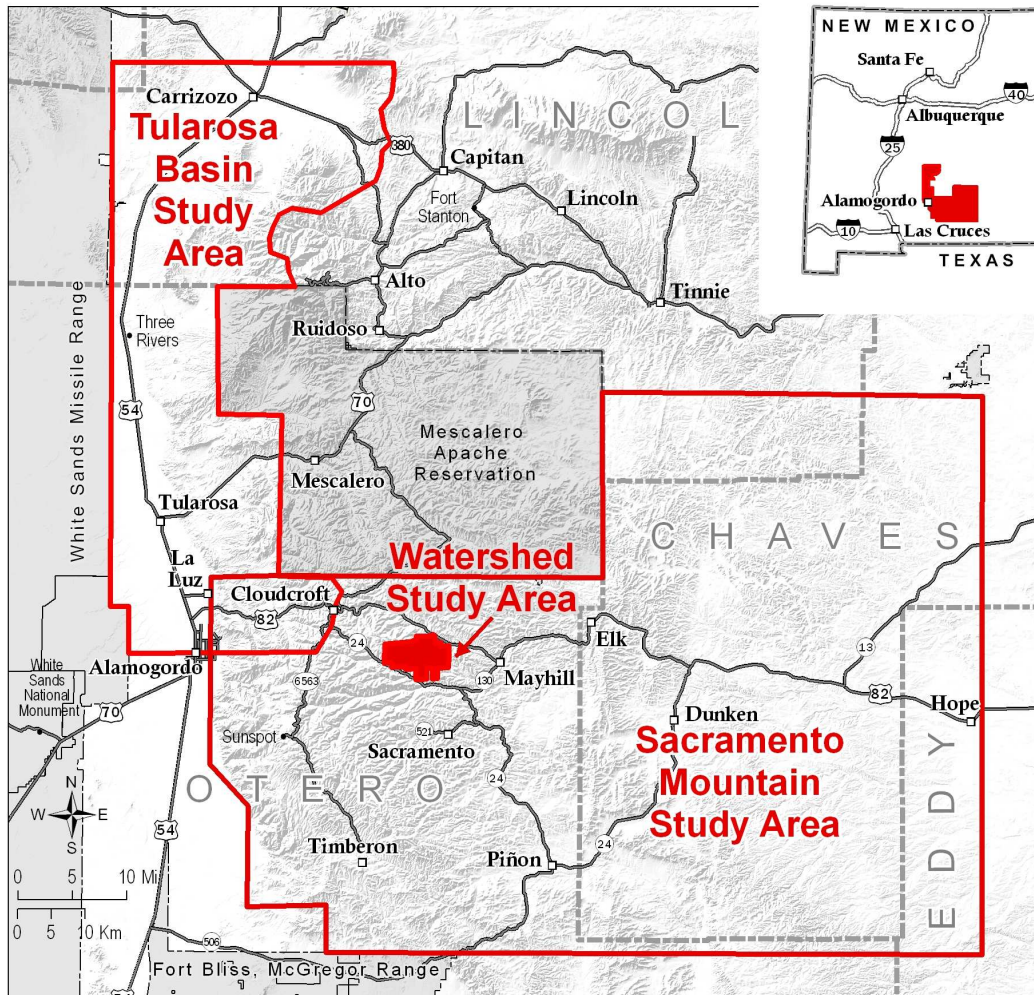 NEW MEXICO
Santa Fe
40
Albuquerque
25
Alamogordo
10
Las Cruces
TEXAS
Carrizozo
LINCOL
Tularosa
Basin
Study
Area
380
Capitan
Fort
Stanton
Lincoln
Alto
Tinnie
Three
Rivers
Ruidoso
White Sands Missile Range
54
70
Mescalero
Apache
Reservation
Mescalero
Tularosa
CHAVES
La
Luz
Watershed
Study Area
Cloudcroft
82
24
Elk
13
Alamogordo
6563
130
Mayhill
White
Sands
National
Monument
70
82
Hope
Dunken
Sunspot
521
Sacramento
Sacramento
Mountain
Study Area
OTERO
24
EDDY
N
W
E
S
54
Timberon
Piñon
24
0 5 10 Mi
0 5 10 Km
506
Fort Bliss, McGregor Range
54